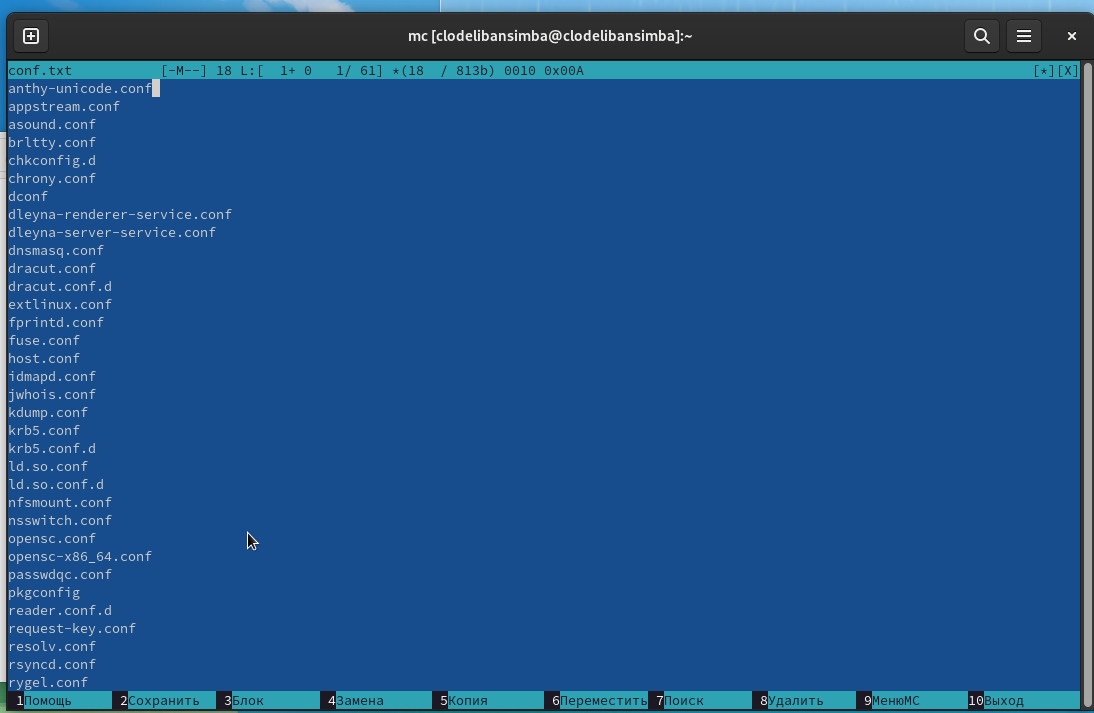 mc [clodelibansimba@clodelibansimba]:~
conf.txt [-M--] 18 L:[ 1+ 0 1/ 61] *(18 / 813b) 0010 0x00A [*][X]
anthy-unicode.conf
appstream.conf
asound.conf
brltty.conf
chkconfig.d
chrony.conf
dconf
dleyna-renderer-service.conf
dleyna-server-service.conf
dnsmasq.conf
dracut.conf
dracut.conf.d
extlinux.conf
fprintd.conf
fuse.conf
host.conf
idmapd.conf
jwhois.conf
kdump.conf
krb5.conf
krb5.conf.d
ld.so.conf
ld.so.conf.d
nfsmount.conf
nsswitch.conf
opensc.conf
opensc-x86_64.conf
passwdqc.conf
pkgconfig
reader.conf.d
request-key.conf
resolv.conf
rsyncd.conf
rygel.conf
1Помощь 2Сохранить 3Блок 4Замена 5Копия 6Переместить 7Поиск 8Удалить 9МенюMC 10Выход